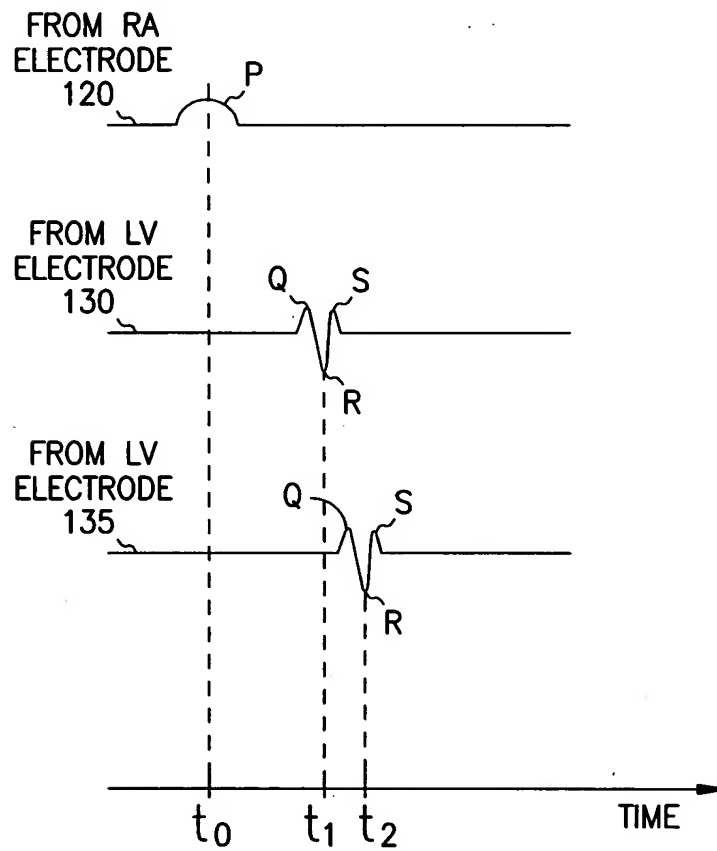 FROM RA
ELECTRODE
120
P
FROM LV
ELECTRODE
130
Q
S
R
FROM LV
ELECTRODE
135
Q
S
R
t0
t1
t2
TIME